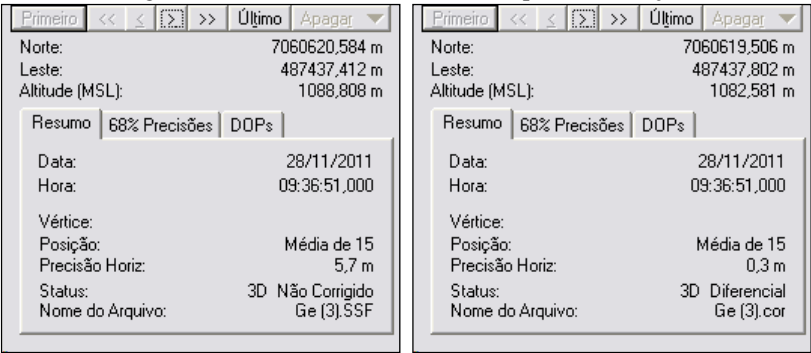 Primeiro << < > >> Último Apagar
Norte: 7060620,584 m
Leste: 487437,412 m
Altitude (MSL): 1088,808 m
Resumo 68% Precisões DOPs
Data: 28/11/2011
Hora: 09:36:51,000
Vértice:
Posição: Média de 15
Precisão Horiz: 5,7 m
Status: 3D Não Corrigido
Nome do Arquivo: Ge (3).SSF
Primeiro << < > >> Último Apagar
Norte: 7060619,506 m
Leste: 487437,802 m
Altitude (MSL): 1082,581 m
Resumo 68% Precisões DOPs
Data: 28/11/2011
Hora: 09:36:51,000
Vértice:
Posição: Média de 15
Precisão Horiz: 0,3 m
Status: 3D Diferencial
Nome do Arquivo: Ge (3).cor